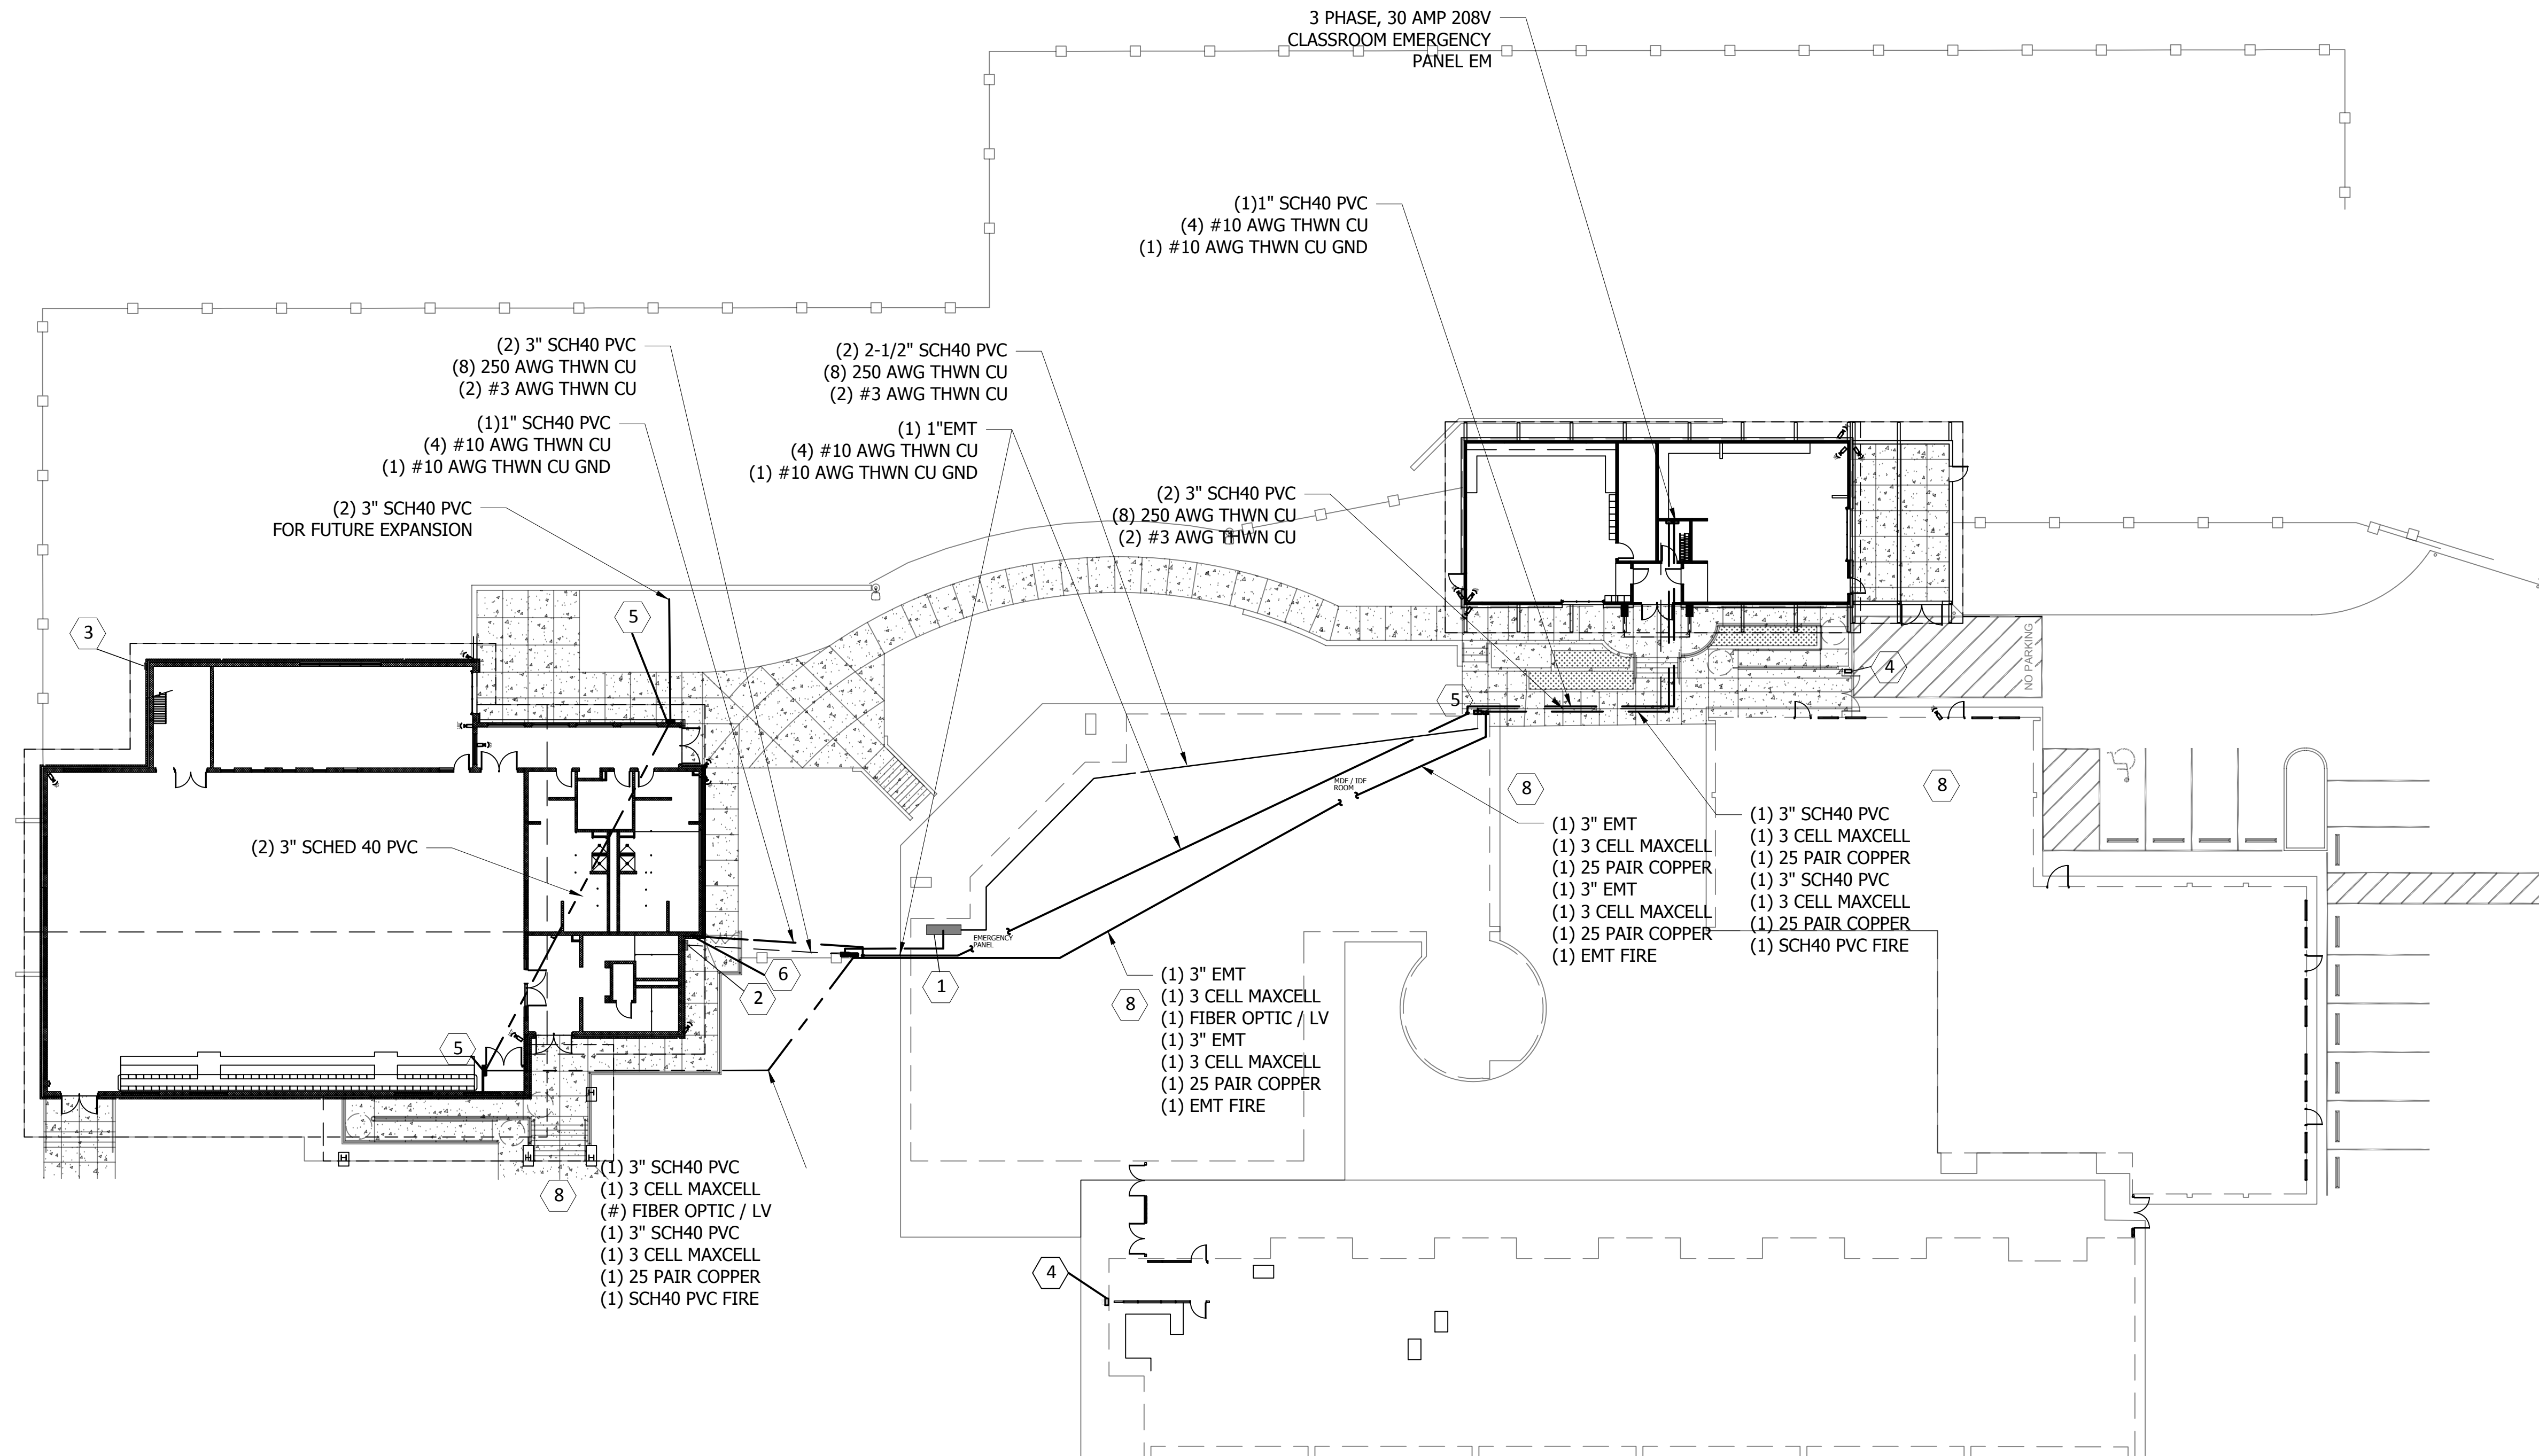 3 PHASE, 30 AMP 208V
CLASSROOM EMERGENCY
PANEL EM
(1)1" SCH40 PVC
(4) #10 AWG THWN CU
(1) #10 AWG THWN CU GND
(2) 3" SCH40 PVC
(8) 250 AWG THWN CU
(2) #3 AWG THWN CU
(1)1" SCH40 PVC
(4) #10 AWG THWN CU
(1) #10 AWG THWN CU GND
(2) 3" SCH40 PVC
FOR FUTURE EXPANSION
(2) 2-1/2" SCH40 PVC
(8) 250 AWG THWN CU
(2) #3 AWG THWN CU
(1) 1"EMT
(4) #10 AWG THWN CU
(1) #10 AWG THWN CU GND
(2) 3" SCH40 PVC
(8) 250 AWG THWN CU
(2) #3 AWG THWN CU
3
5
4
NO PARKING
5
MDF / IDF
ROOM
8
8
(2) 3" SCHED 40 PVC
(1) 3" EMT
(1) 3 CELL MAXCELL
(1) 25 PAIR COPPER
(1) 3" EMT
(1) 3 CELL MAXCELL
(1) 25 PAIR COPPER
(1) EMT FIRE
(1) 3" SCH40 PVC
(1) 3 CELL MAXCELL
(1) 25 PAIR COPPER
(1) 3" SCH40 PVC
(1) 3 CELL MAXCELL
(1) 25 PAIR COPPER
(1) SCH40 PVC FIRE
EMERGENCY
PANEL
6
2
1
8
(1) 3" EMT
(1) 3 CELL MAXCELL
(1) FIBER OPTIC / LV
(1) 3" EMT
(1) 3 CELL MAXCELL
(1) 25 PAIR COPPER
(1) EMT FIRE
5
8
(1) 3" SCH40 PVC
(1) 3 CELL MAXCELL
(#) FIBER OPTIC / LV
(1) 3" SCH40 PVC
(1) 3 CELL MAXCELL
(1) 25 PAIR COPPER
(1) SCH40 PVC FIRE
4